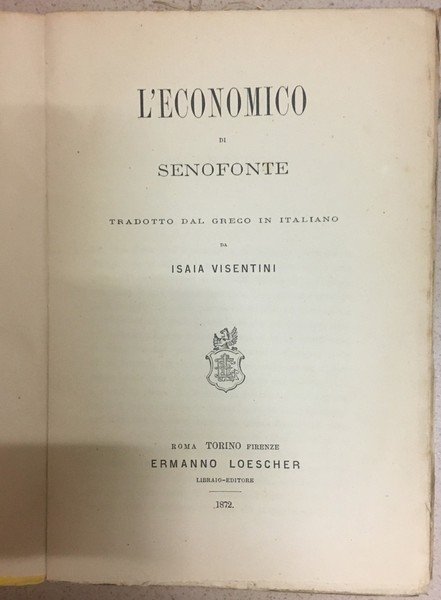 L'ECONOMICO
DI
SENOFONTE
TRADOTTO DAL GRECO IN ITALIANO
DA
ISAIA VISENTINI
ROMA TORINO FIRENZE
ERMANNO LOESCHER
LIBRAIO-EDITORE
1872.